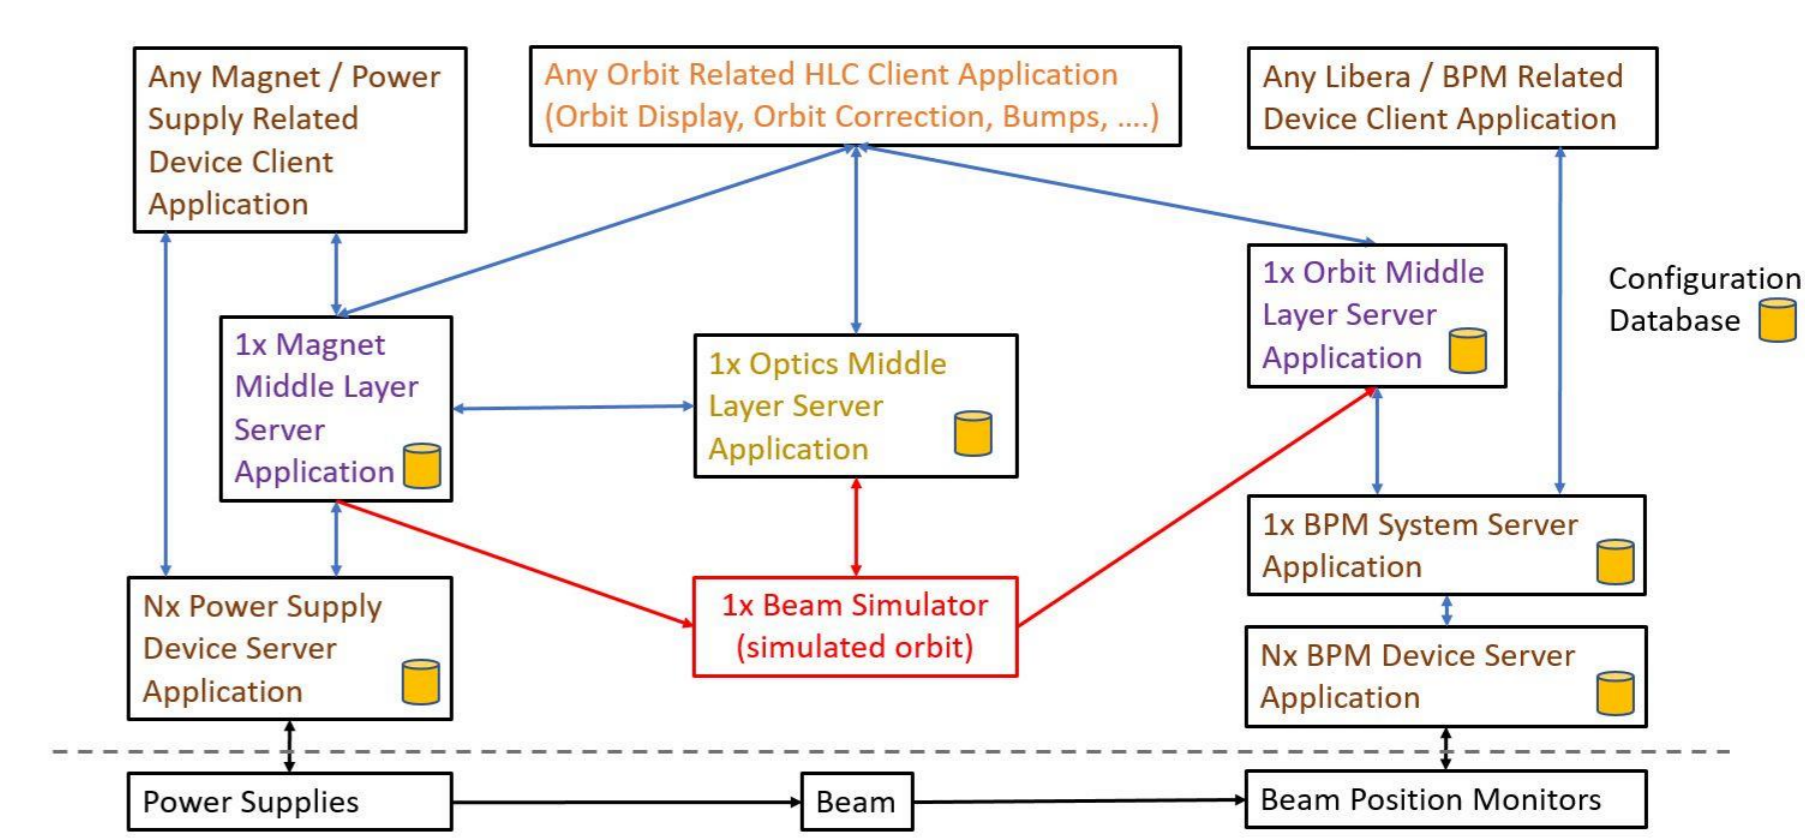 Any Magnet / Power
Supply Related
Device Client
Application
Any Orbit Related HLC Client Application
(Orbit Display, Orbit Correction, Bumps, ....)
Any Libera / BPM Related
Device Client Application
1x Magnet
Middle Layer
Server
Application
1x Optics Middle
Layer Server
Application
1x Orbit Middle
Layer Server
Application
Configuration
Database
Nx Power Supply
Device Server
Application
1x Beam Simulator
(simulated orbit)
1x BPM System Server
Application
Nx BPM Device Server
Application
Power Supplies
Beam
Beam Position Monitors